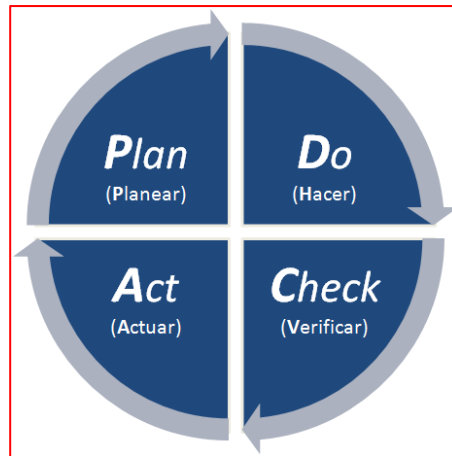 Plan
(Planear)
Do
(Hacer)
Act
(Actuar)
Check
(Verificar)